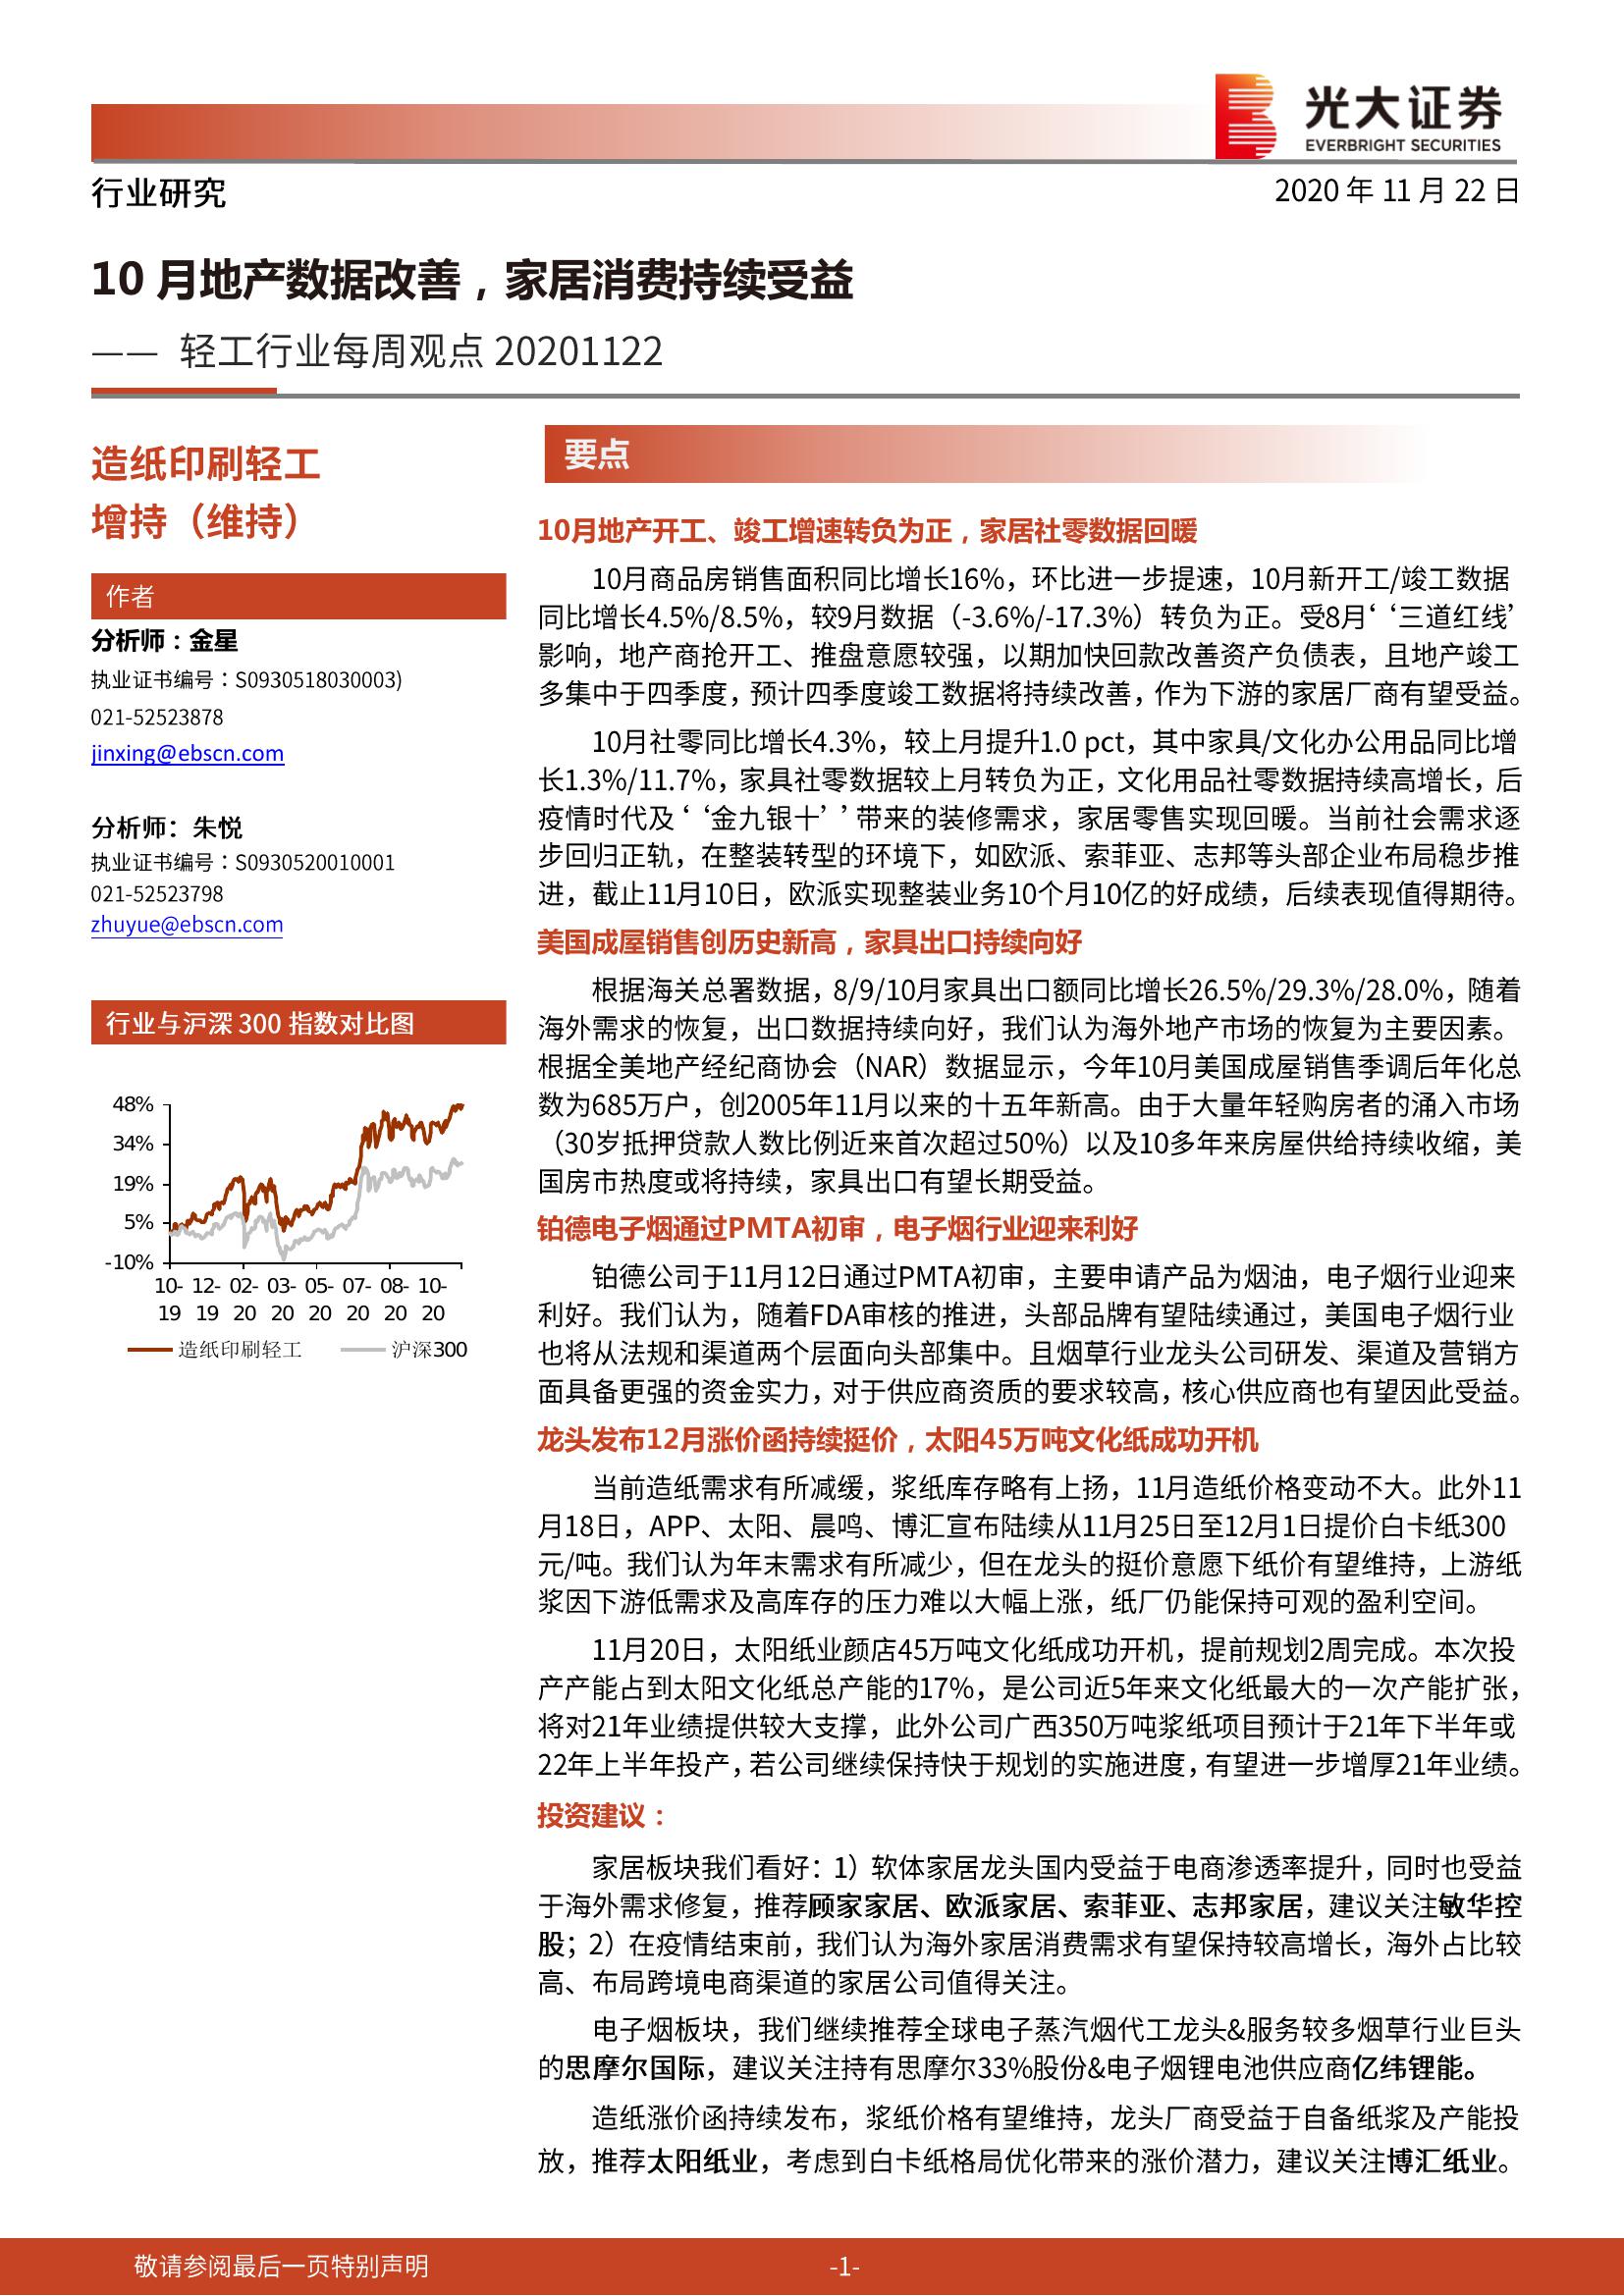 光大证券
EVERBRIGHT SECURITIES
行业研究
2020 年 11 月 22 日
10 月地产数据改善，家居消费持续受益
—— 轻工行业每周观点 20201122
造纸印刷轻工
增持（维持）
作者
分析师：金星
执业证书编号：S0930518030003)
021-52523878
jinxing@ebscn.com
分析师：朱悦
执业证书编号：S0930520010001
021-52523798
zhuyue@ebscn.com
行业与沪深 300 指数对比图
48%
34%
19%
5%
-10%
10- 12- 02- 03- 05- 07- 08- 10-
19 19 20 20 20 20 20 20
造纸印刷轻工 沪深300
要点
10月地产开工、竣工增速转负为正，家居社零数据回暖
10月商品房销售面积同比增长16%，环比进一步提速，10月新开工/竣工数据
同比增长4.5%/8.5%，较9月数据（-3.6%/-17.3%）转负为正。受8月‘ ‘三道红线’
影响，地产商抢开工、推盘意愿较强，以期加快回款改善资产负债表，且地产竣工
多集中于四季度，预计四季度竣工数据将持续改善，作为下游的家居厂商有望受益。
10月社零同比增长4.3%，较上月提升1.0 pct，其中家具/文化办公用品同比增
长1.3%/11.7%，家具社零数据较上月转负为正，文化用品社零数据持续高增长，后
疫情时代及‘ ‘金九银十’ ’带来的装修需求，家居零售实现回暖。当前社会需求逐
步回归正轨，在整装转型的环境下，如欧派、索菲亚、志邦等头部企业布局稳步推
进，截止11月10日，欧派实现整装业务10个月10亿的好成绩，后续表现值得期待。
美国成屋销售创历史新高，家具出口持续向好
根据海关总署数据，8/9/10月家具出口额同比增长26.5%/29.3%/28.0%，随着
海外需求的恢复，出口数据持续向好，我们认为海外地产市场的恢复为主要因素。
根据全美地产经纪商协会（NAR）数据显示，今年10月美国成屋销售季调后年化总
数为685万户，创2005年11月以来的十五年新高。由于大量年轻购房者的涌入市场
（30岁抵押贷款人数比例近来首次超过50%）以及10多年来房屋供给持续收缩，美
国房市热度或将持续，家具出口有望长期受益。
铂德电子烟通过PMTA初审，电子烟行业迎来利好
铂德公司于11月12日通过PMTA初审，主要申请产品为烟油，电子烟行业迎来
利好。我们认为，随着FDA审核的推进，头部品牌有望陆续通过，美国电子烟行业
也将从法规和渠道两个层面向头部集中。且烟草行业龙头公司研发、渠道及营销方
面具备更强的资金实力，对于供应商资质的要求较高，核心供应商也有望因此受益。
龙头发布12月涨价函持续挺价，太阳45万吨文化纸成功开机
当前造纸需求有所减缓，浆纸库存略有上扬，11月造纸价格变动不大。此外11
月18日，APP、太阳、晨鸣、博汇宣布陆续从11月25日至12月1日提价白卡纸300
元/吨。我们认为年末需求有所减少，但在龙头的挺价意愿下纸价有望维持，上游纸
浆因下游低需求及高库存的压力难以大幅上涨，纸厂仍能保持可观的盈利空间。
11月20日，太阳纸业颜店45万吨文化纸成功开机，提前规划2周完成。本次投
产产能占到太阳文化纸总产能的17%，是公司近5年来文化纸最大的一次产能扩张，
将对21年业绩提供较大支撑，此外公司广西350万吨浆纸项目预计于21年下半年或
22年上半年投产，若公司继续保持快于规划的实施进度，有望进一步增厚21年业绩。
投资建议：
家居板块我们看好：1）软体家居龙头国内受益于电商渗透率提升，同时也受益
于海外需求修复，推荐顾家家居、欧派家居、索菲亚、志邦家居，建议关注敏华控
股；2）在疫情结束前，我们认为海外家居消费需求有望保持较高增长，海外占比较
高、布局跨境电商渠道的家居公司值得关注。
电子烟板块，我们继续推荐全球电子蒸汽烟代工龙头&服务较多烟草行业巨头
的思摩尔国际，建议关注持有思摩尔33%股份&电子烟锂电池供应商亿纬锂能。
造纸涨价函持续发布，浆纸价格有望维持，龙头厂商受益于自备纸浆及产能投
放，推荐太阳纸业，考虑到白卡纸格局优化带来的涨价潜力，建议关注博汇纸业。
敬请参阅最后一页特别声明
-1-